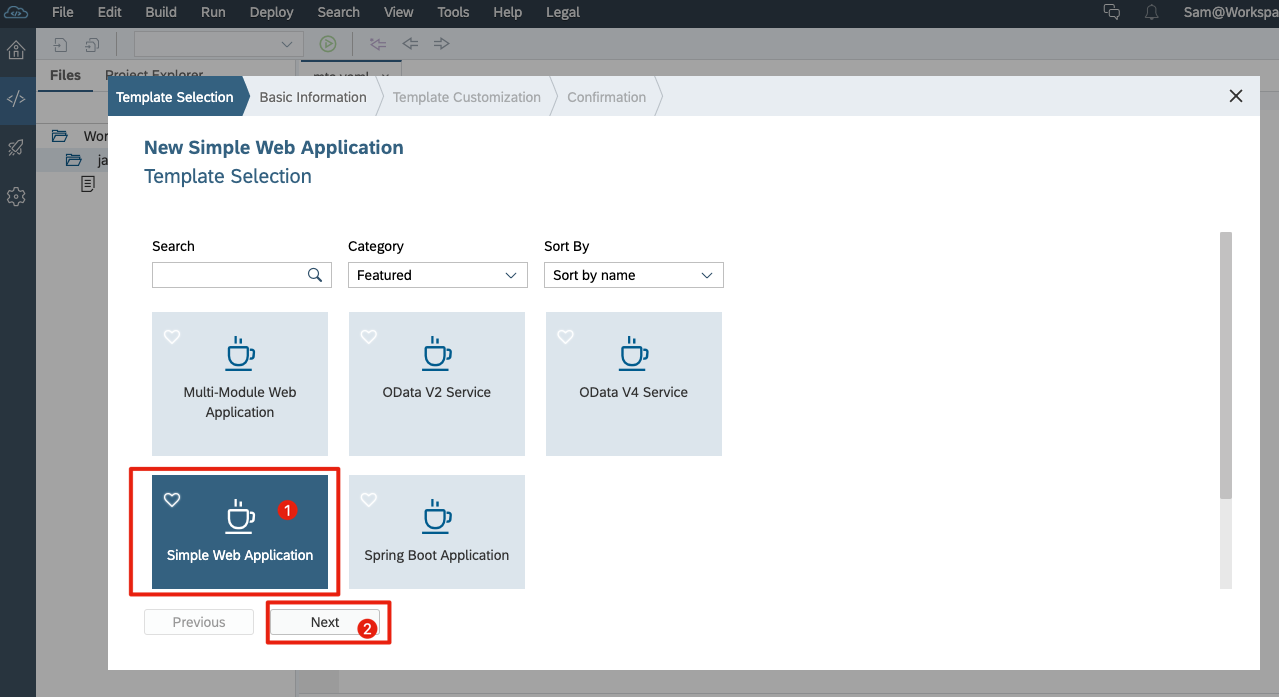 File Edit Build Run Deploy Search View Tools Help Legal Sam@Workspa
Files Project Explorer mta.yaml
Template Selection Basic Information Template Customization Confirmation
Wor
ja
New Simple Web Application
Template Selection
Search Category Sort By
Featured Sort by name
Multi-Module Web
Application
OData V2 Service
OData V4 Service
1
Simple Web Application
Spring Boot Application
Previous Next 2